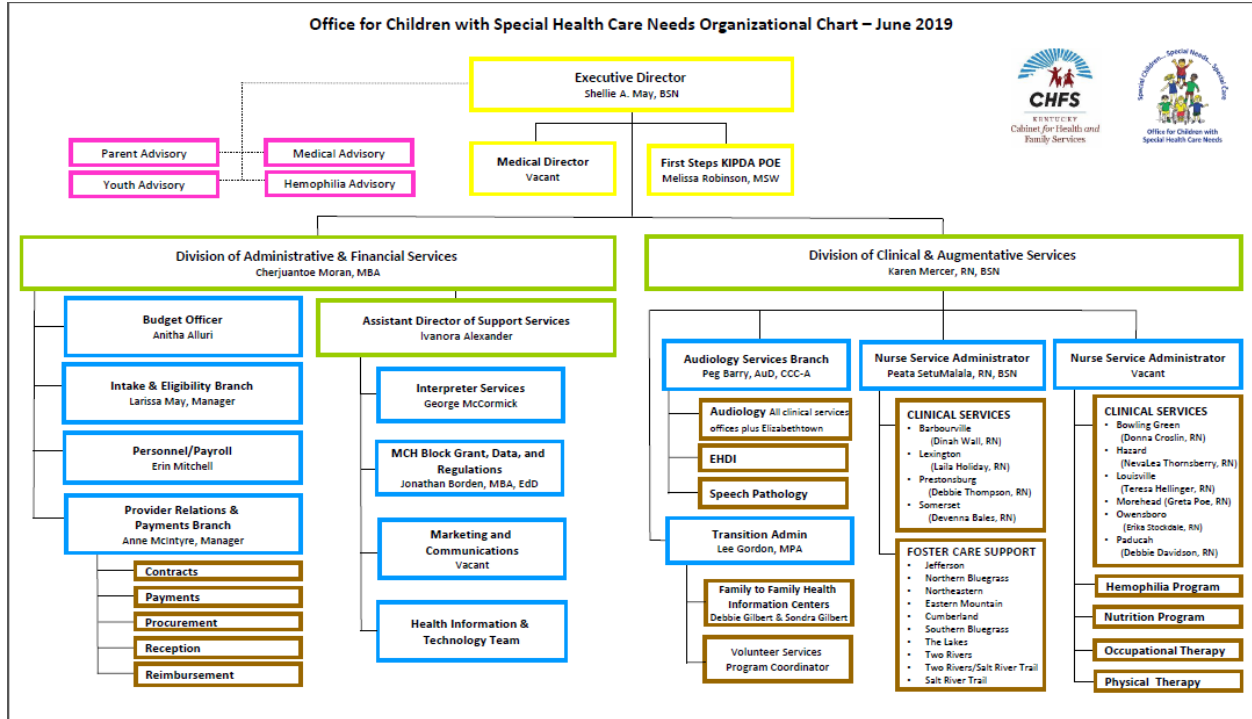 Office for Children with Special Health Care Needs Organizational Chart – June 2019
Special Children... Special Needs... Special Care
CHFS
KENTUCKY
Cabinet for Health and
Family Services
Office for Children with
Special Health Care Needs
Executive Director
Shellie A. May, BSN
Parent Advisory
Medical Advisory
Youth Advisory
Hemophilia Advisory
Medical Director
Vacant
First Steps KIPDA POE
Melissa Robinson, MSW
Division of Administrative & Financial Services
Cherjuantoe Moran, MBA
Budget Officer
Anitha Alluri
Intake & Eligibility Branch
Larissa May, Manager
Personnel/Payroll
Erin Mitchell
Provider Relations &
Payments Branch
Anne McIntyre, Manager
Contracts
Payments
Procurement
Reception
Reimbursement
Assistant Director of Support Services
Ivanora Alexander
Interpreter Services
George McCormick
MCH Block Grant, Data, and
Regulations
Jonathan Borden, MBA, EdD
Marketing and
Communications
Vacant
Health Information &
Technology Team
Division of Clinical & Augmentative Services
Karen Mercer, RN, BSN
Audiology Services Branch
Peg Barry, AuD, CCC-A
Audiology All clinical services
offices plus Elizabethtown
EHDI
Speech Pathology
Transition Admin
Lee Gordon, MPA
Family to Family Health
Information Centers
Debbie Gilbert & Sondra Gilbert
Volunteer Services
Program Coordinator
Nurse Service Administrator
Peata SetuMalala, RN, BSN
CLINICAL SERVICES
• Barbourville
(Dinah Wall, RN)
• Lexington
(Laila Holiday, RN)
• Prestonsburg
(Debbie Thompson, RN)
• Somerset
(Devenna Bales, RN)
FOSTER CARE SUPPORT
• Jefferson
• Northern Bluegrass
• Northeastern
• Eastern Mountain
• Cumberland
• Southern Bluegrass
• The Lakes
• Two Rivers
• Two Rivers/Salt River Trail
• Salt River Trail
Nurse Service Administrator
Vacant
CLINICAL SERVICES
• Bowling Green
(Donna Croslin, RN)
• Hazard
(NevaLea Thornsberry, RN)
• Louisville
(Teresa Hellinger, RN)
• Morehead (Greta Poe, RN)
• Owensboro
(Erika Stockdale, RN)
• Paducah
(Debbie Davidson, RN)
Hemophilia Program
Nutrition Program
Occupational Therapy
Physical Therapy